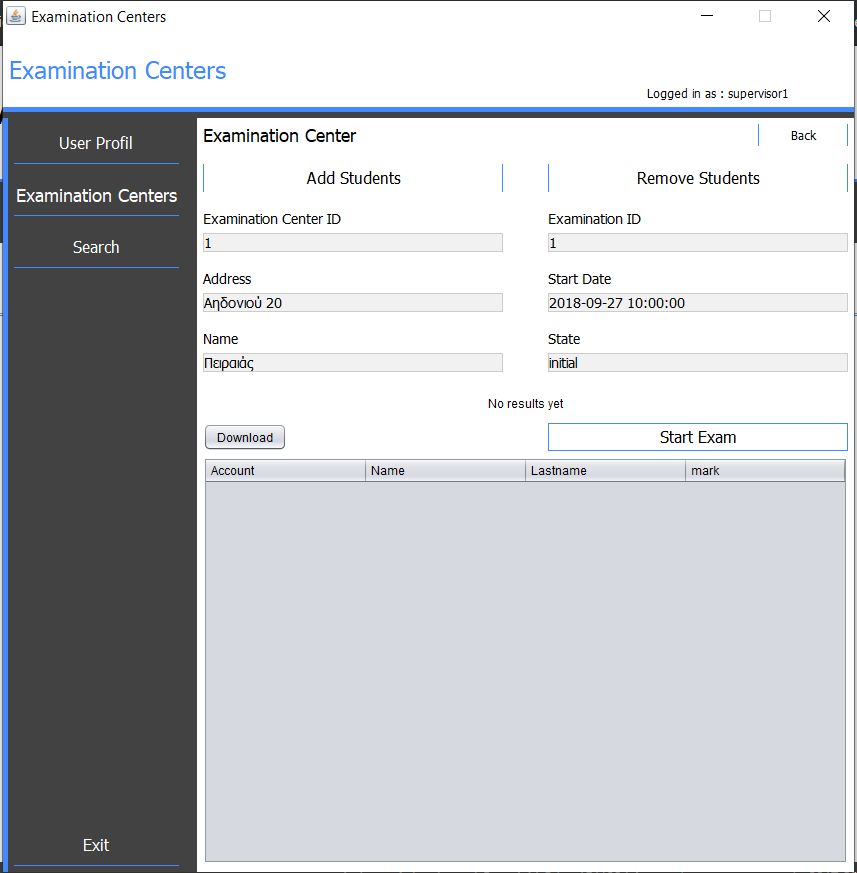 Examination Centers
Examination Centers
Logged in as : supervisor1
User Profil
Examination Centers
Search
Exit
Examination Center
Back
Add Students
Remove Students
Examination Center ID
Examination ID
1
1
Address
Start Date
Αηδονιού 20
2018-09-27 10:00:00
Name
State
Πειραιάς
initial
No results yet
Download
Start Exam
Account Name Lastname mark